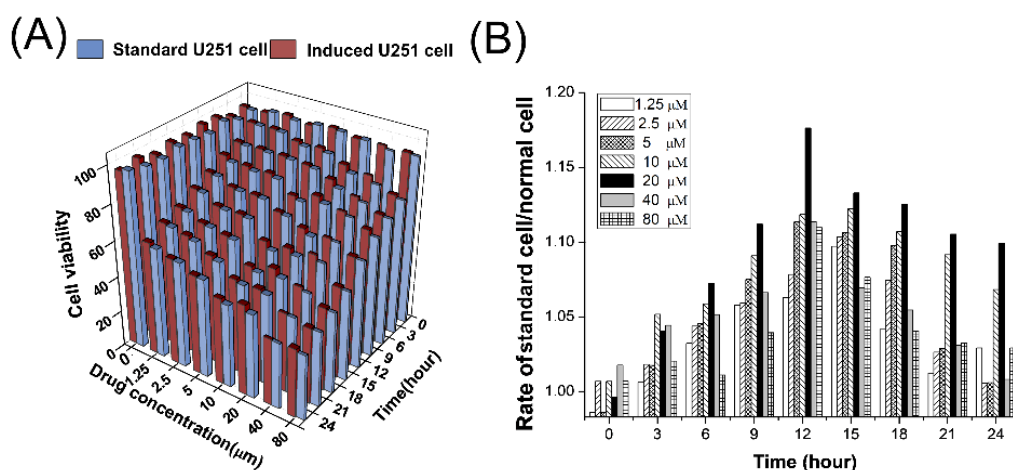 (A)
Standard U251 cell
Induced U251 cell
Cell viability
100
80
60
40
20
0
0
1.25
2.5
5
10
20
40
80
Drug concentration(μm)
0
3
6
9
12
15
18
21
24
Time(hour)
(B)
Rate of standard cell/normal cell
1.20
1.15
1.10
1.05
1.00
1.25 μM
2.5 μM
5 μM
10 μM
20 μM
40 μM
80 μM
0 3 6 9 12 15 18 21 24
Time (hour)